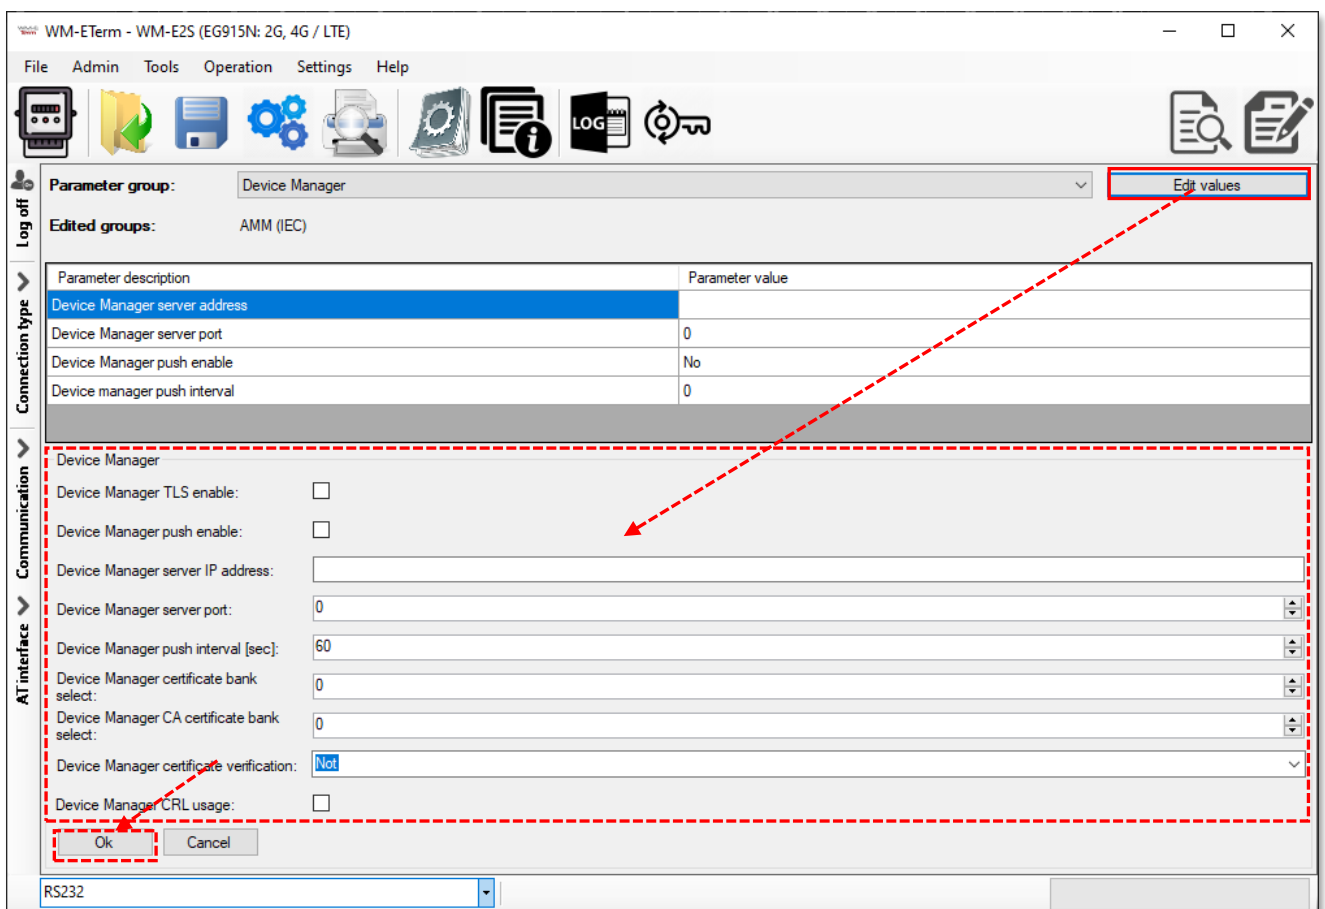 WM-ETerm - WM-E2S (EG915N: 2G, 4G / LTE)
File Admin Tools Operation Settings Help
LOG
Log off
Connection type
Communication
AT interface
Parameter group: Device Manager Edit values
Edited groups: AMM (IEC)
Parameter description Parameter value
Device Manager server address
Device Manager server port 0
Device Manager push enable No
Device manager push interval 0
Device Manager
Device Manager TLS enable:
Device Manager push enable:
Device Manager server IP address:
Device Manager server port: 0
Device Manager push interval [sec]: 60
Device Manager certificate bank
select: 0
Device Manager CA certificate bank
select: 0
Device Manager certificate verification: Not
Device Manager CRL usage:
Ok Cancel
RS232